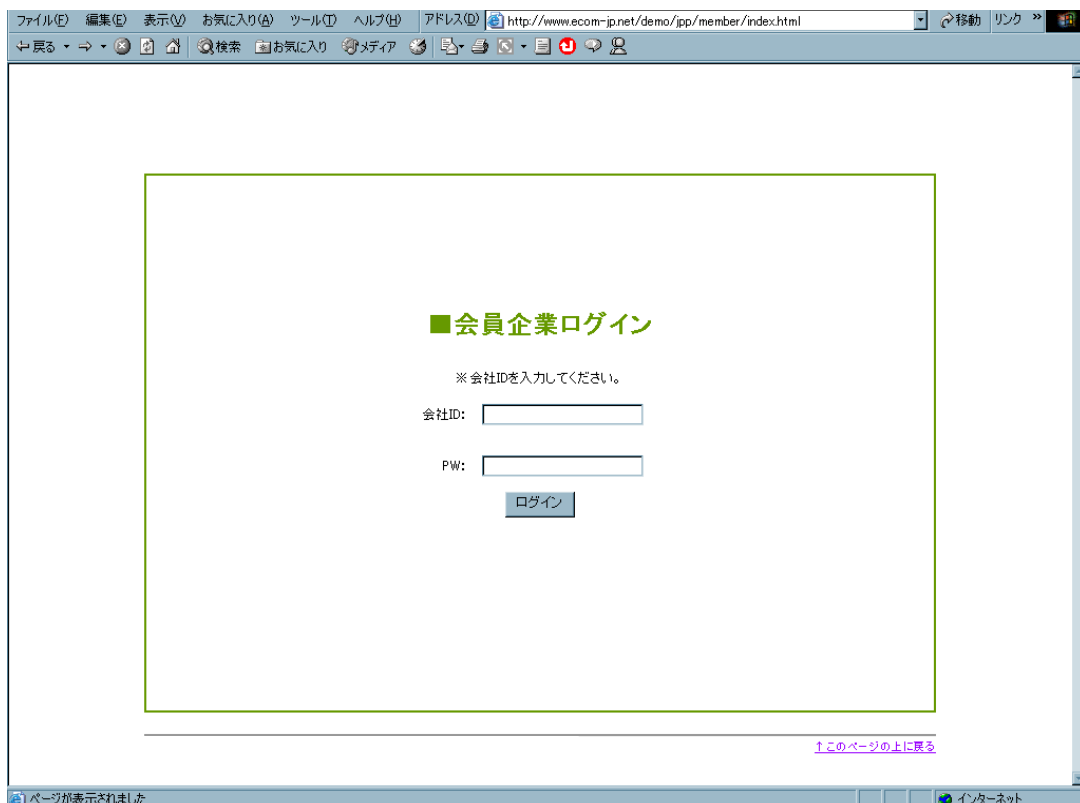 ファイル(F) 編集(E) 表示(V) お気に入り(A) ツール(T) ヘルプ(H) アドレス(D) http://www.ecom-jp.net/demo/jpp/member/index.html 移動 リンク »
戻る 検索 お気に入り メディア
■会員企業ログイン
※会社IDを入力してください。
会社ID:
PW:
ログイン
↑このページの上に戻る
ページが表示されました インターネット